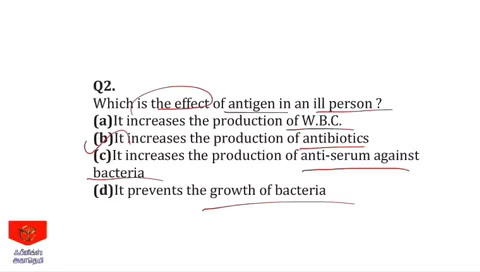 Q2.
Which is the effect of antigen in an ill person ?
(a)It increases the production of W.B.C.
(b)It increases the production of antibiotics
(c)It increases the production of anti-serum against
bacteria
(d)It prevents the growth of bacteria